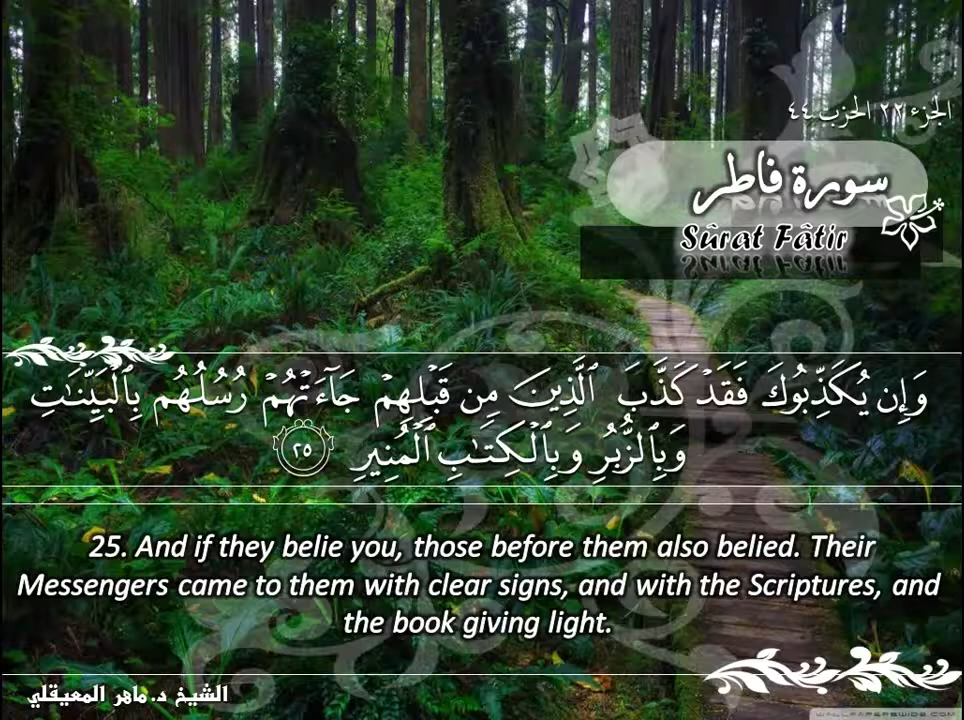 الجزء ٢٢ الحزب ٤٤
سورة فاطر
Sûrat Fâtir
وَإِن يُكَذِّبُوكَ فَقَدْ كَذَّبَ ٱلَّذِينَ مِن قَبْلِهِمْ جَآءَتْهُمْ رُسُلُهُم بِٱلْبَيِّنَـٰتِ
وَبِٱلزُّبُرِ وَبِٱلْكِتَـٰبِ ٱلْمُنِيرِ ٢٥
25. And if they belie you, those before them also belied. Their
Messengers came to them with clear signs, and with the Scriptures, and
the book giving light.
الشيخ د. ماهر المعيقلي
WALLPAPERSWIDE.COM